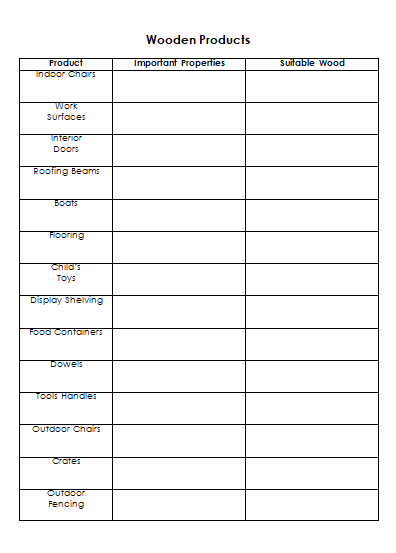 Wooden Products
Product Important Properties Suitable Wood
Indoor Chairs
Work
Surfaces
Interior
Doors
Roofing Beams
Boats
Flooring
Child's
Toys
Display Shelving
Food Containers
Dowels
Tools Handles
Outdoor Chairs
Crates
Outdoor
Fencing